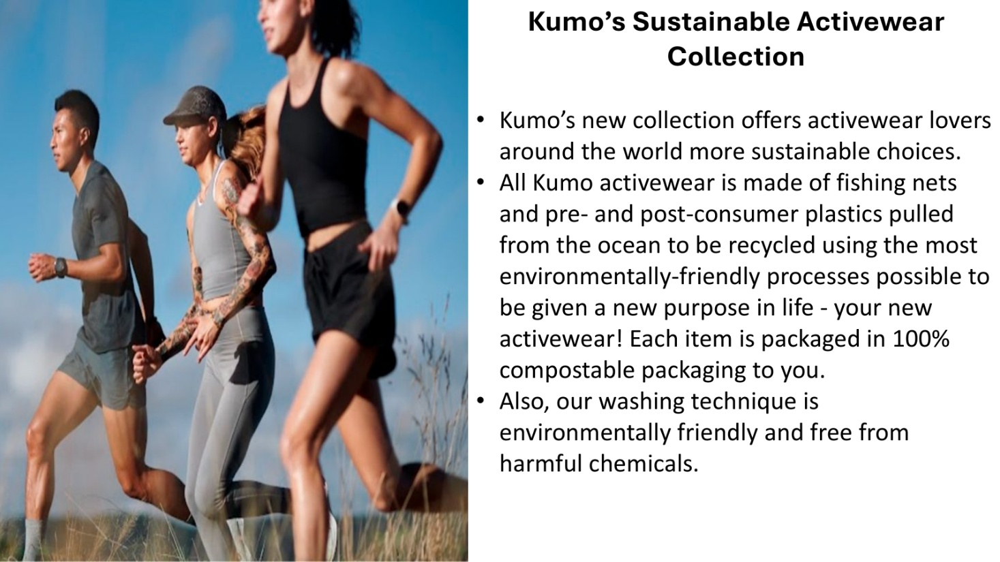 Kumo’s Sustainable Activewear
Collection
• Kumo’s new collection offers activewear lovers
around the world more sustainable choices.
• All Kumo activewear is made of fishing nets
and pre- and post-consumer plastics pulled
from the ocean to be recycled using the most
environmentally-friendly processes possible to
be given a new purpose in life - your new
activewear! Each item is packaged in 100%
compostable packaging to you.
• Also, our washing technique is
environmentally friendly and free from
harmful chemicals.